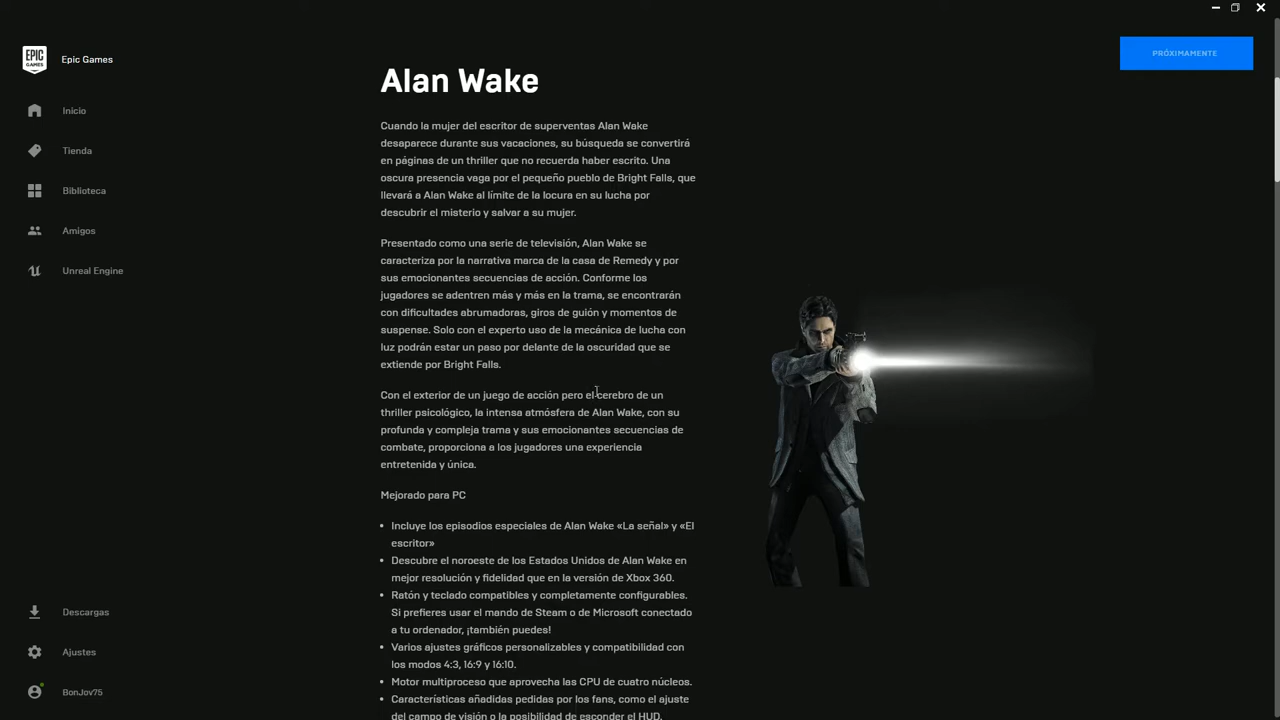 EPIC
GAMES
Epic Games
Inicio
Tienda
Biblioteca
Amigos
Unreal Engine
Descargas
Ajustes
BonJov75
PRÓXIMAMENTE
Alan Wake
Cuando la mujer del escritor de superventas Alan Wake
desaparece durante sus vacaciones, su búsqueda se convertirá
en páginas de un thriller que no recuerda haber escrito. Una
oscura presencia vaga por el pequeño pueblo de Bright Falls, que
llevará a Alan Wake al límite de la locura en su lucha por
descubrir el misterio y salvar a su mujer.
Presentado como una serie de televisión, Alan Wake se
caracteriza por la narrativa marca de la casa de Remedy y por
sus emocionantes secuencias de acción. Conforme los
jugadores se adentren más y más en la trama, se encontrarán
con dificultades abrumadoras, giros de guión y momentos de
suspense. Solo con el experto uso de la mecánica de lucha con
luz podrán estar un paso por delante de la oscuridad que se
extiende por Bright Falls.
Con el exterior de un juego de acción pero el cerebro de un
thriller psicológico, la intensa atmósfera de Alan Wake, con su
profunda y compleja trama y sus emocionantes secuencias de
combate, proporciona a los jugadores una experiencia
entretenida y única.
Mejorado para PC
• Incluye los episodios especiales de Alan Wake «La señal» y «El
escritor»
• Descubre el noroeste de los Estados Unidos de Alan Wake en
mejor resolución y fidelidad que en la versión de Xbox 360.
• Ratón y teclado compatibles y completamente configurables.
Si prefieres usar el mando de Steam o de Microsoft conectado
a tu ordenador, ¡también puedes!
• Varios ajustes gráficos personalizables y compatibilidad con
los modos 4:3, 16:9 y 16:10.
• Motor multiproceso que aprovecha las CPU de cuatro núcleos.
• Características añadidas pedidas por los fans, como el ajuste
del campo de visión o la posibilidad de esconder el HUD.